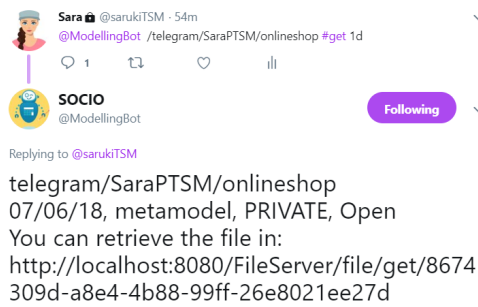 Sara @sarukiTSM · 54m
@ModellingBot /telegram/SaraPTSM/onlineshop #get 1d
1
SOCIO
@ModellingBot
Following
Replying to @sarukiTSM
telegram/SaraPTSM/onlineshop
07/06/18, metamodel, PRIVATE, Open
You can retrieve the file in:
http://localhost:8080/FileServer/file/get/8674
309d-a8e4-4b88-99ff-26e8021ee27d